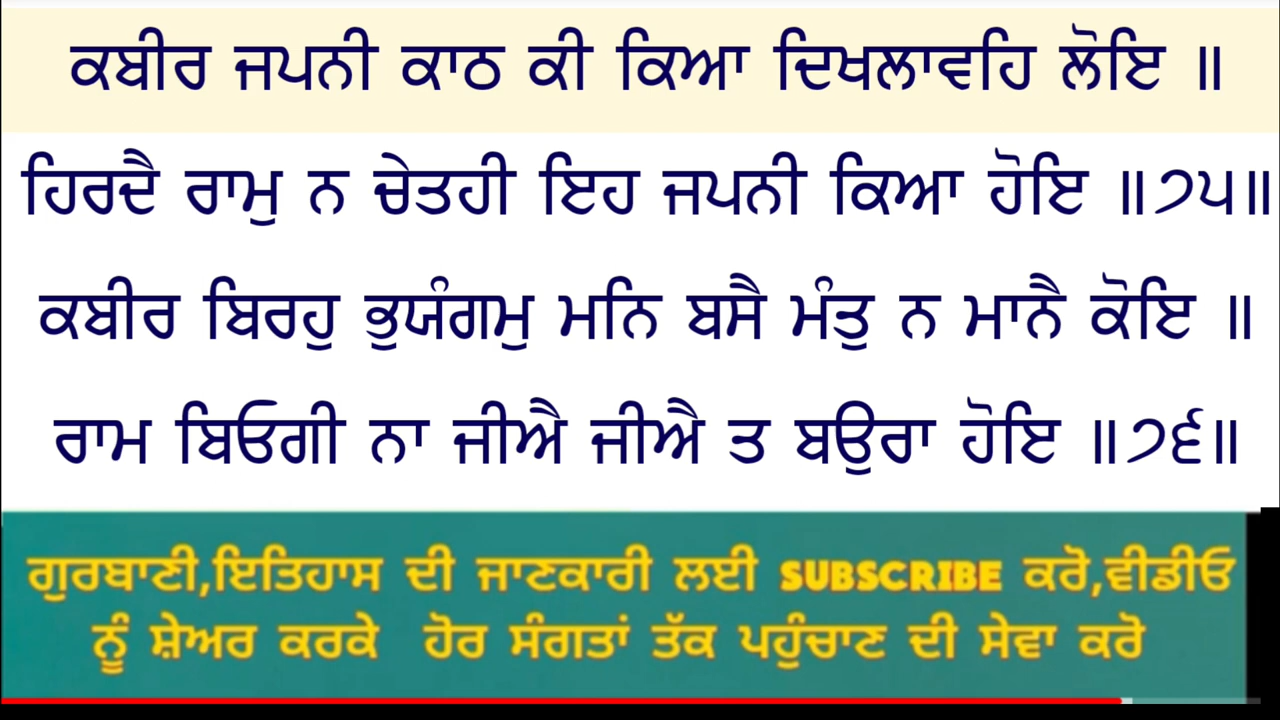 ਕਬੀਰ ਜਪਨੀ ਕਾਠ ਕੀ ਕਿਆ ਦਿਖਲਾਵਹਿ ਲੋਇ ॥
ਹਿਰਦੈ ਰਾਮੁ ਨ ਚੇਤਹੀ ਇਹ ਜਪਨੀ ਕਿਆ ਹੋਇ ॥੭੫॥
ਕਬੀਰ ਬਿਰਹੁ ਭੁਯੰਗਮੁ ਮਨਿ ਬਸੈ ਮੰਤੁ ਨ ਮਾਨੈ ਕੋਇ ॥
ਰਾਮ ਬਿਓਗੀ ਨਾ ਜੀਐ ਜੀਐ ਤ ਬਉਰਾ ਹੋਇ ॥੭੬॥
ਗੁਰਬਾਣੀ,ਇਤਿਹਾਸ ਦੀ ਜਾਣਕਾਰੀ ਲਈ SUBSCRIBE ਕਰੋ,ਵੀਡੀਓ
ਨੂੰ ਸ਼ੇਅਰ ਕਰਕੇ ਹੋਰ ਸੰਗਤਾਂ ਤੱਕ ਪਹੁੰਚਾਣ ਦੀ ਸੇਵਾ ਕਰੋ